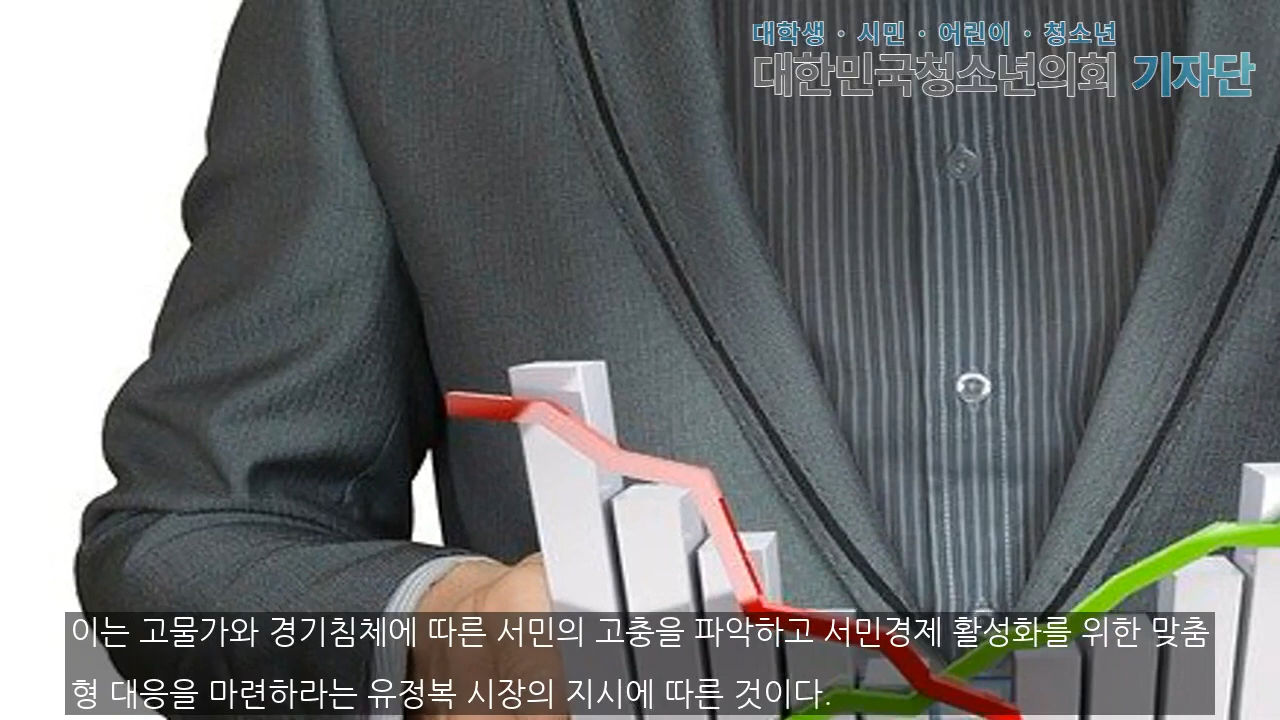 대학생 · 시민 · 어린이 · 청소년
대한민국청소년의회 기자단
이는 고물가와 경기침체에 따른 서민의 고충을 파악하고 서민경제 활성화를 위한 맞춤
형 대응을 마련하라는 유정복 시장의 지시에 따른 것이다.